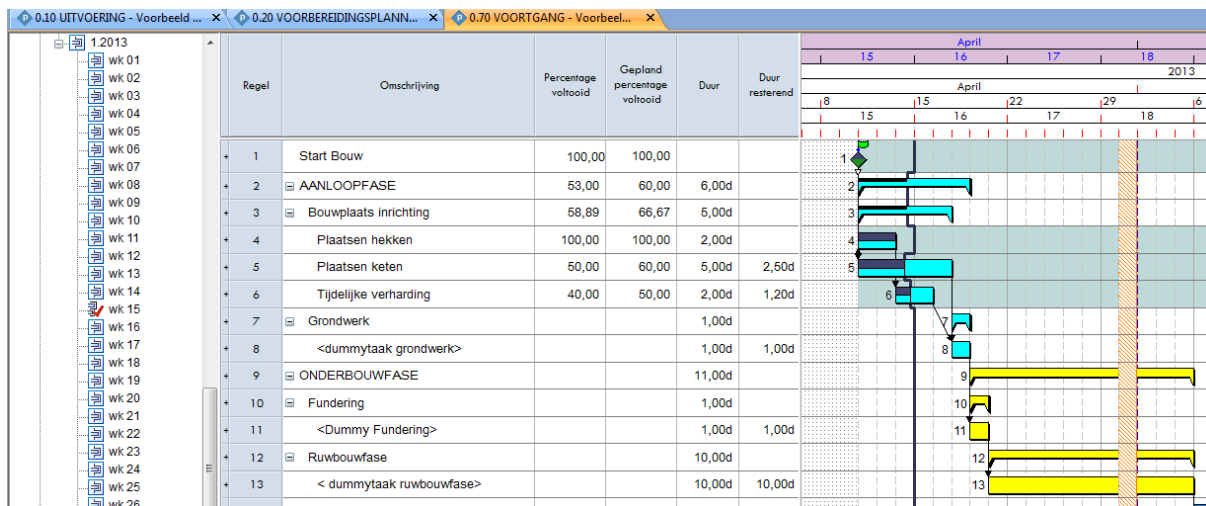 0.10 UITVOERING - Voorbeeld ... X 0.20 VOORBEREIDINGSPLANN... X 0.70 VOORTGANG - Voorbeel... X
1.2013
wk 01
wk 02
wk 03
wk 04
wk 05
wk 06
wk 07
wk 08
wk 09
wk 10
wk 11
wk 12
wk 13
wk 14
wk 15
wk 16
wk 17
wk 18
wk 19
wk 20
wk 21
wk 22
wk 23
wk 24
wk 25
wk 26
Regel Omschrijving Percentage voltooid Gepland percentage voltooid Duur Duur resterend
April
15 16 17 18
2013
April
8 15 22 29 6
15 16 17 18
1 Start Bouw 100,00 100,00 1
2 AANLOOPFASE 53,00 60,00 6,00d 2
3 Bouwplaats inrichting 58,89 66,67 5,00d 3
4 Plaatsen hekken 100,00 100,00 2,00d 4
5 Plaatsen keten 50,00 60,00 5,00d 2,50d 5
6 Tijdelijke verharding 40,00 50,00 2,00d 1,20d 6
7 Grondwerk 1,00d 7
8 <dummytaak grondwerk> 1,00d 1,00d 8
9 ONDERBOUWFASE 11,00d 9
10 Fundering 1,00d 10
11 <Dummy Fundering> 1,00d 1,00d 11
12 Ruwbouwfase 10,00d 12
13 < dummytaak ruwbouwfase> 10,00d 10,00d 13